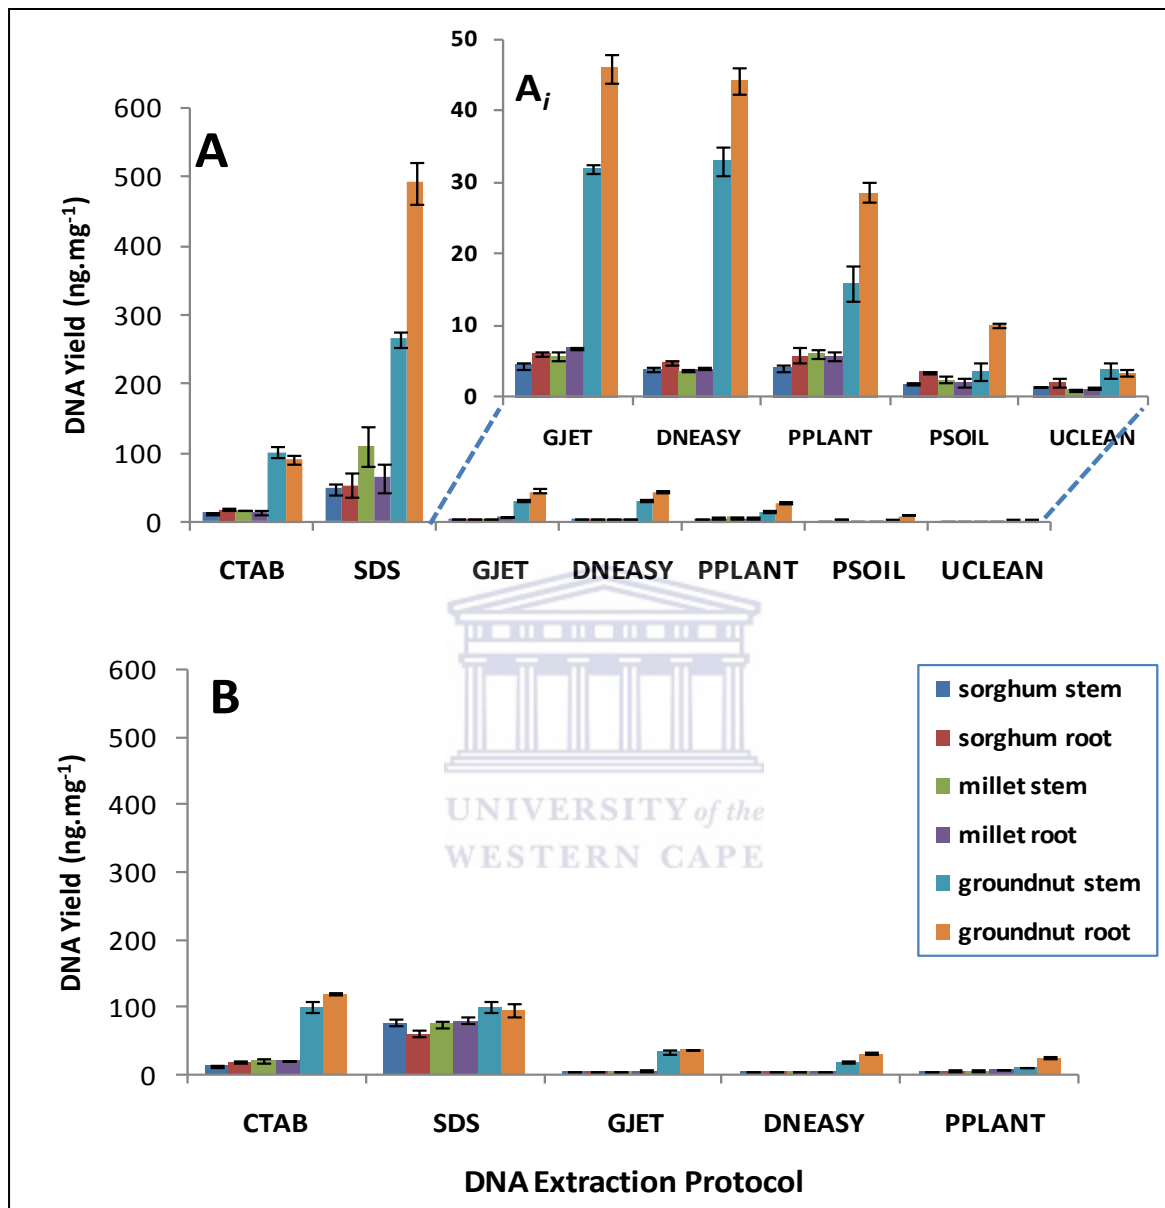 A
DNA Yield (ng.mg-1)
600
500
400
300
200
100
0
CTAB SDS GJET DNEASY PPLANT PSOIL UCLEAN
Ai
50
40
30
20
10
0
GJET DNEASY PPLANT PSOIL UCLEAN
UNIVERSITY of the
WESTERN CAPE
B
DNA Yield (ng.mg-1)
600
500
400
300
200
100
0
CTAB SDS GJET DNEASY PPLANT
DNA Extraction Protocol
sorghum stem
sorghum root
millet stem
millet root
groundnut stem
groundnut root